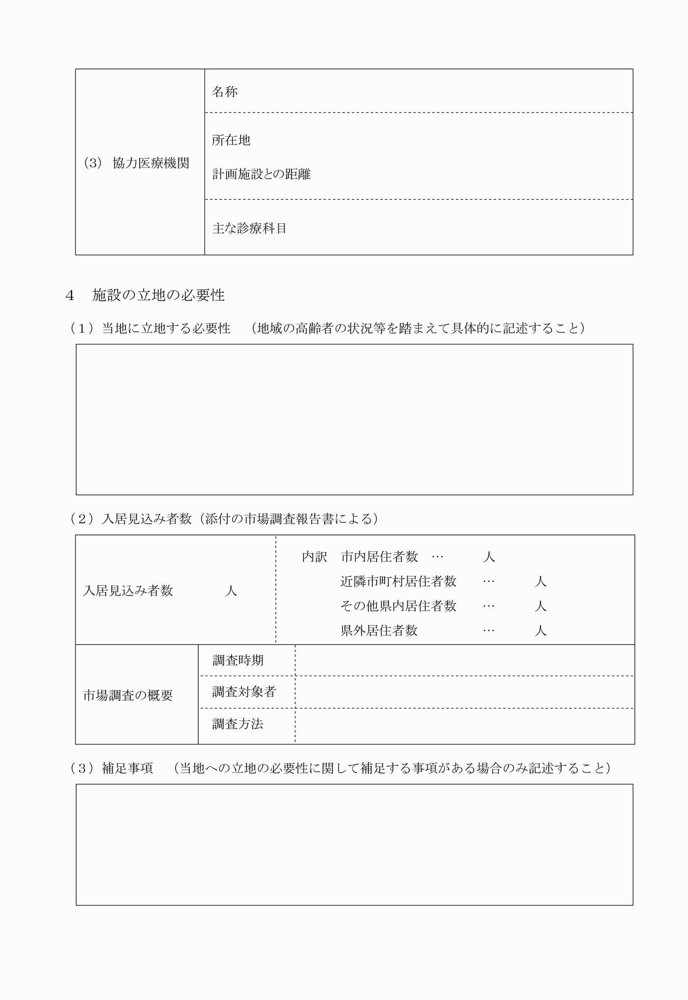 名称
所在地
(3) 協力医療機関
計画施設との距離
主な診療科目
４　施設の立地の必要性
（１）当地に立地する必要性　（地域の高齢者の状況等を踏まえて具体的に記述すること）
（２）入居見込み者数（添付の市場調査報告書による）
内訳　市内居住者数　…　　　人
近隣市町村居住者数　　…　　　人
入居見込み者数　　　　人
その他県内居住者数　　…　　　人
県外居住者数　　　　　…　　　人
調査時期
調査対象者
市場調査の概要
調査方法
（３）補足事項　（当地への立地の必要性に関して補足する事項がある場合のみ記述すること）